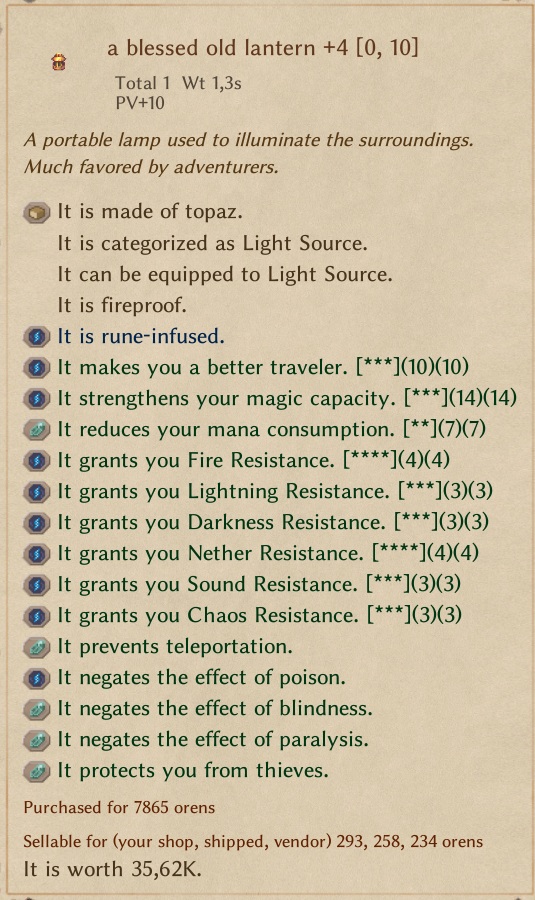 a blessed old lantern +4 [0, 10]
Total 1 Wt 1,3s
PV+10
A portable lamp used to illuminate the surroundings.
Much favored by adventurers.
It is made of topaz.
It is categorized as Light Source.
It can be equipped to Light Source.
It is fireproof.
It is rune-infused.
It makes you a better traveler. [***](10)(10)
It strengthens your magic capacity. [***](14)(14)
It reduces your mana consumption. [**](7)(7)
It grants you Fire Resistance. [****](4)(4)
It grants you Lightning Resistance. [***](3)(3)
It grants you Darkness Resistance. [***](3)(3)
It grants you Nether Resistance. [****](4)(4)
It grants you Sound Resistance. [***](3)(3)
It grants you Chaos Resistance. [***](3)(3)
It prevents teleportation.
It negates the effect of poison.
It negates the effect of blindness.
It negates the effect of paralysis.
It protects you from thieves.
Purchased for 7865 orens
Sellable for (your shop, shipped, vendor) 293, 258, 234 orens
It is worth 35,62K.